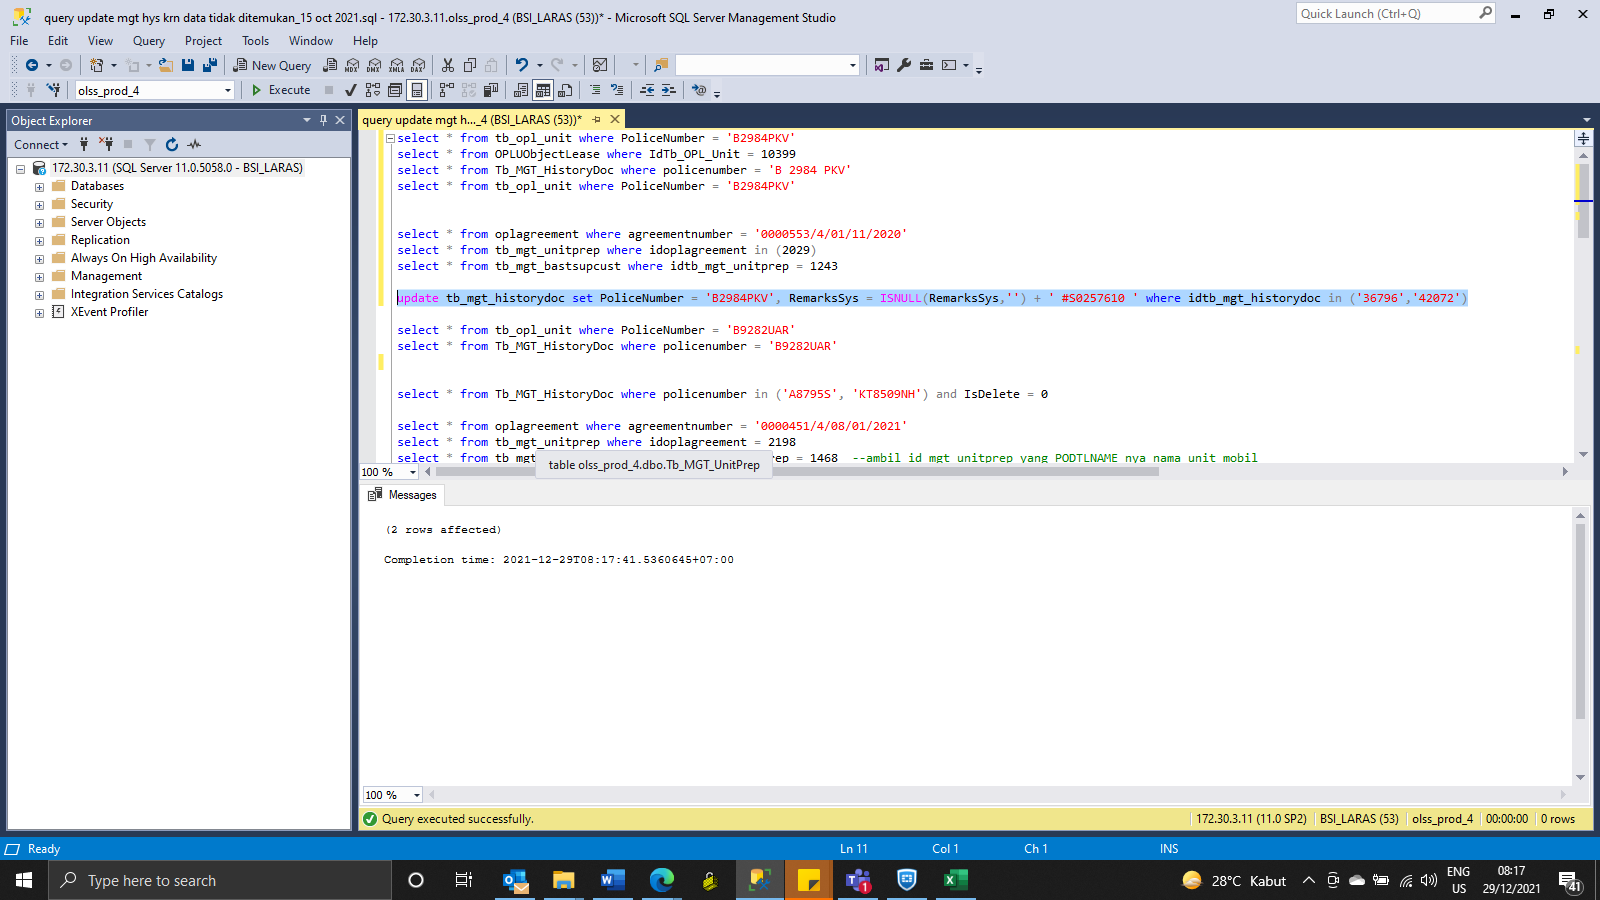 query update mgt hys krn data tidak ditemukan_15 oct 2021.sql - 172.30.3.11.olss_prod_4 (BSI_LARAS (53))* - Microsoft SQL Server Management Studio
Quick Launch (Ctrl+Q)
File Edit View Query Project Tools Window Help
New Query MDX DMX XMLA DAX
olss_prod_4 Execute
Object Explorer
query update mgt h..._4 (BSI_LARAS (53))*
Connect
172.30.3.11 (SQL Server 11.0.5058.0 - BSI_LARAS)
Databases
Security
Server Objects
Replication
Always On High Availability
Management
Integration Services Catalogs
XEvent Profiler
select * from tb_opl_unit where PoliceNumber = 'B2984PKV'
select * from OPLUObjectLease where IdTb_OPL_Unit = 10399
select * from Tb_MGT_HistoryDoc where policenumber = 'B 2984 PKV'
select * from tb_opl_unit where PoliceNumber = 'B2984PKV'
select * from oplagreement where agreementnumber = '0000553/4/01/11/2020'
select * from tb_mgt_unitprep where idoplagreement in (2029)
select * from tb_mgt_bastsupcust where idtb_mgt_unitprep = 1243
update tb_mgt_historydoc set PoliceNumber = 'B2984PKV', RemarksSys = ISNULL(RemarksSys,'') + ' #S0257610 ' where idtb_mgt_historydoc in ('36796','42072')
select * from tb_opl_unit where PoliceNumber = 'B9282UAR'
select * from Tb_MGT_HistoryDoc where policenumber = 'B9282UAR'
select * from Tb_MGT_HistoryDoc where policenumber in ('A8795S', 'KT8509NH') and IsDelete = 0
select * from oplagreement where agreementnumber = '0000451/4/08/01/2021'
select * from tb_mgt_unitprep where idoplagreement = 2198
select * from tb_mgt ep = 1468 --ambil id mgt unitprep yang PODTLNAME nya nama unit mobil
table olss_prod_4.dbo.Tb_MGT_UnitPrep
100 %
Messages
(2 rows affected)
Completion time: 2021-12-29T08:17:41.5360645+07:00
100 %
Query executed successfully. 172.30.3.11 (11.0 SP2) BSI_LARAS (53) olss_prod_4 00:00:00 0 rows
Ready Ln 11 Col 1 Ch 1 INS
Type here to search
1
28°C Kabut
ENG
US
08:17
29/12/2021
41